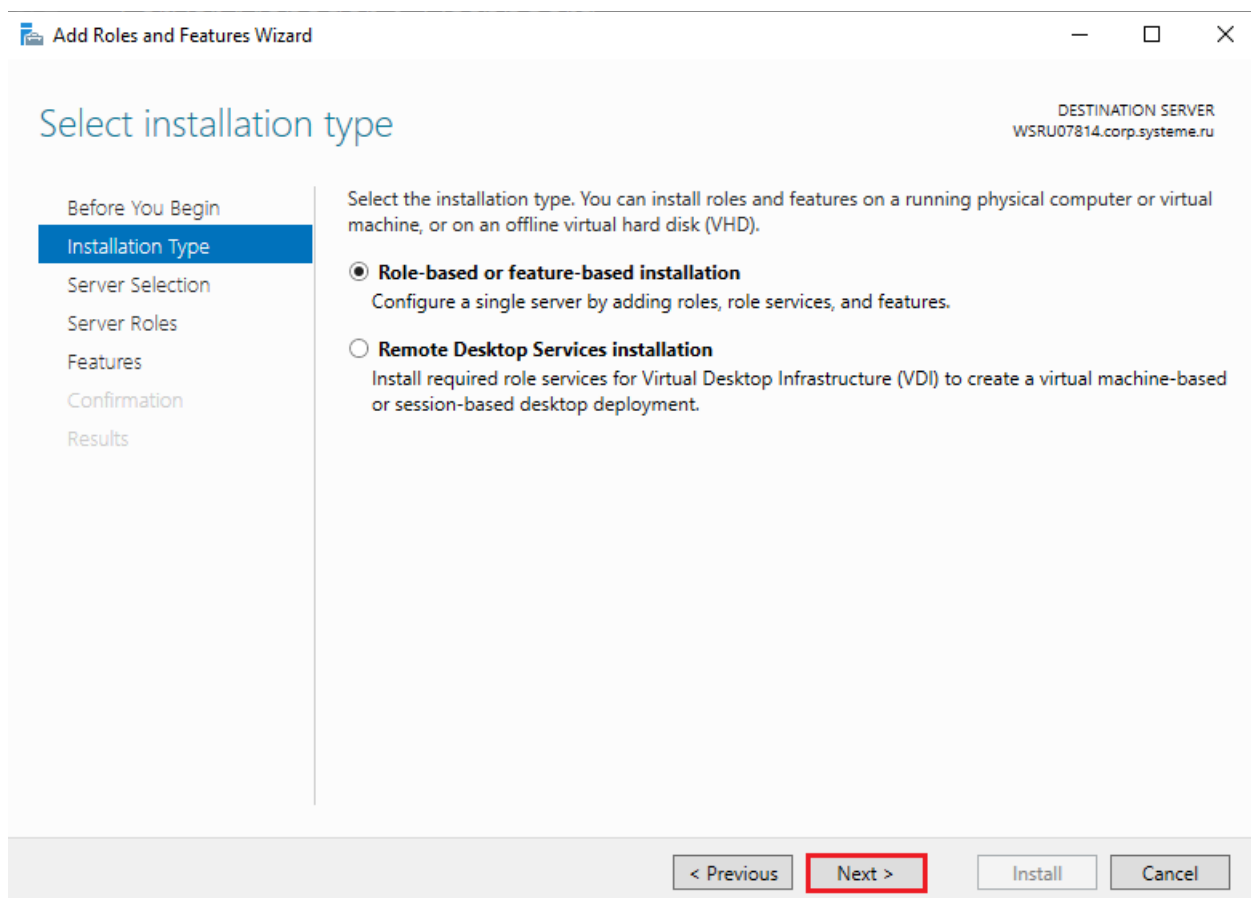 Add Roles and Features Wizard
Select installation type
DESTINATION SERVER
WSRU07814.corp.systeme.ru
Before You Begin
Installation Type
Server Selection
Server Roles
Features
Confirmation
Results
Select the installation type. You can install roles and features on a running physical computer or virtual
machine, or on an offline virtual hard disk (VHD).
Role-based or feature-based installation
Configure a single server by adding roles, role services, and features.
Remote Desktop Services installation
Install required role services for Virtual Desktop Infrastructure (VDI) to create a virtual machine-based
or session-based desktop deployment.
< Previous
Next >
Install
Cancel